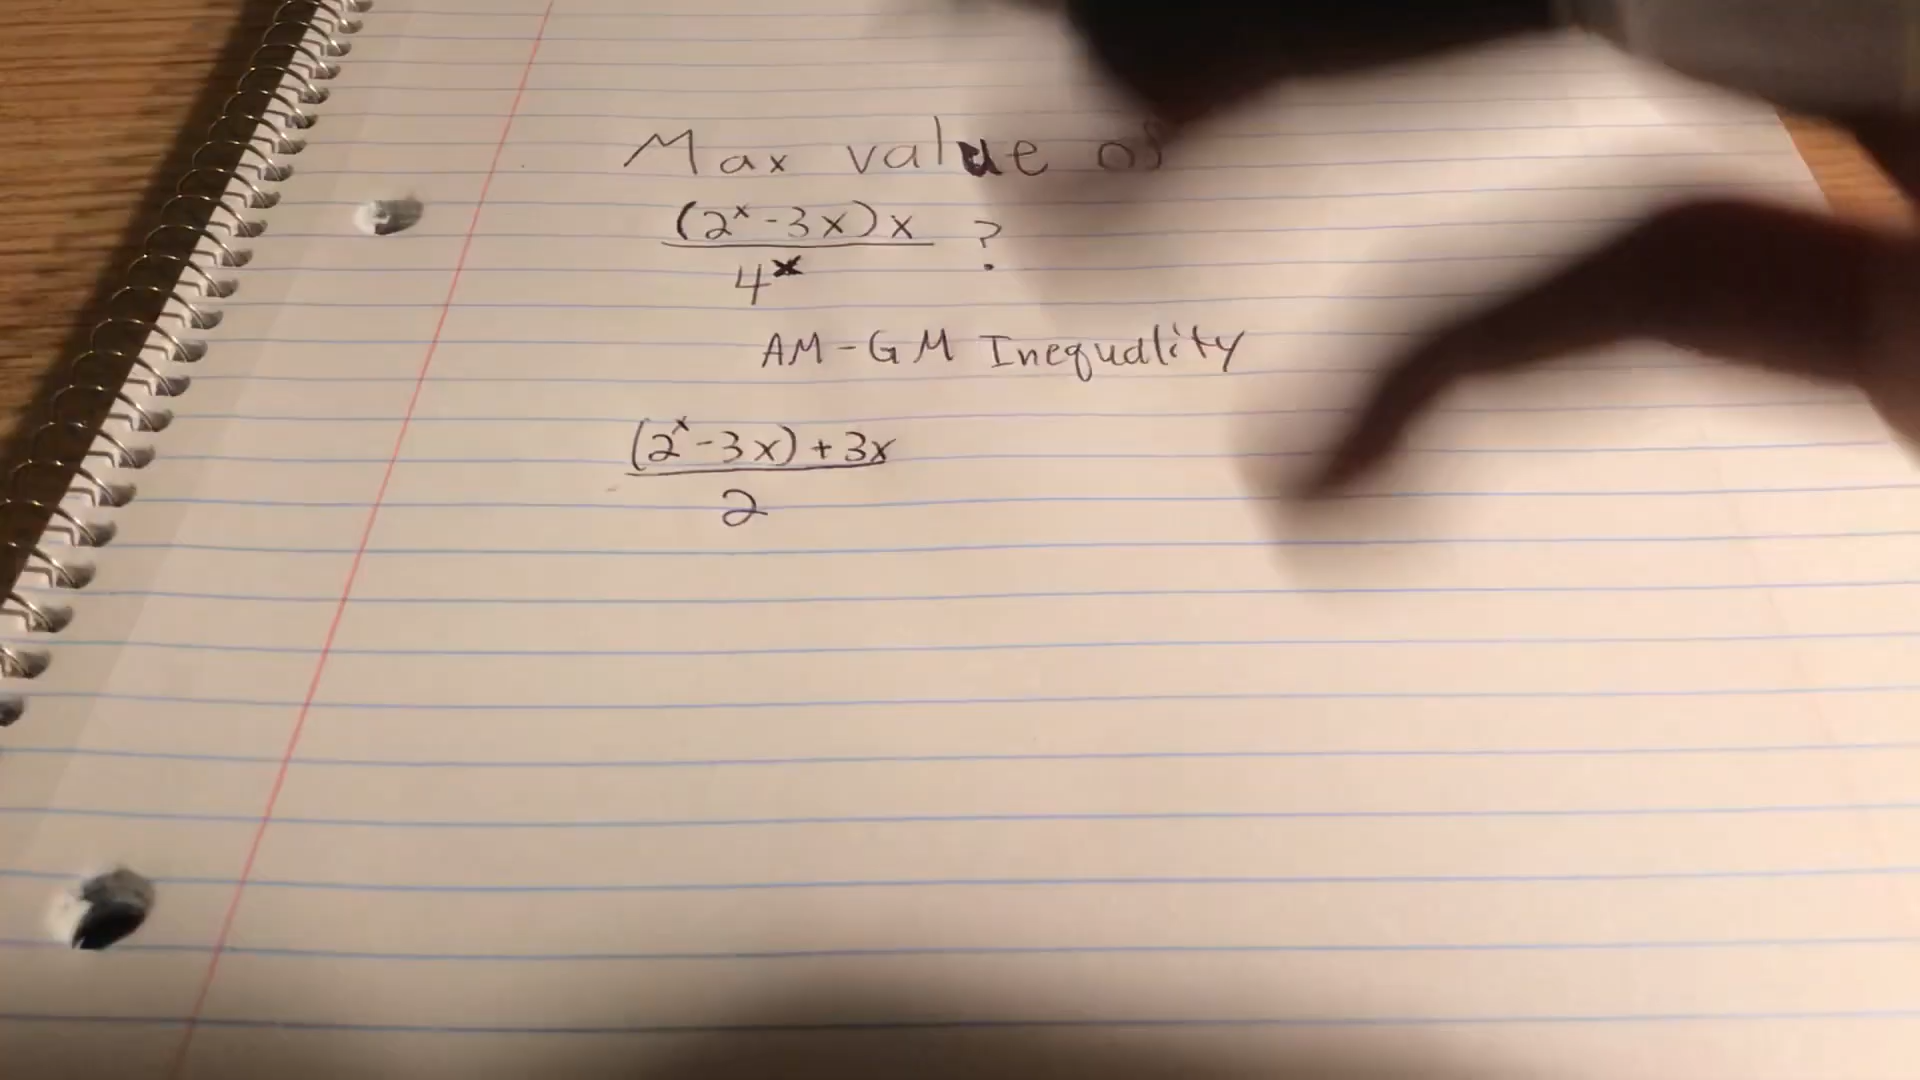 Max value of
(2^x - 3x)x / 4^x ?
AM-GM Inequality
(2^x - 3x) + 3x / 2